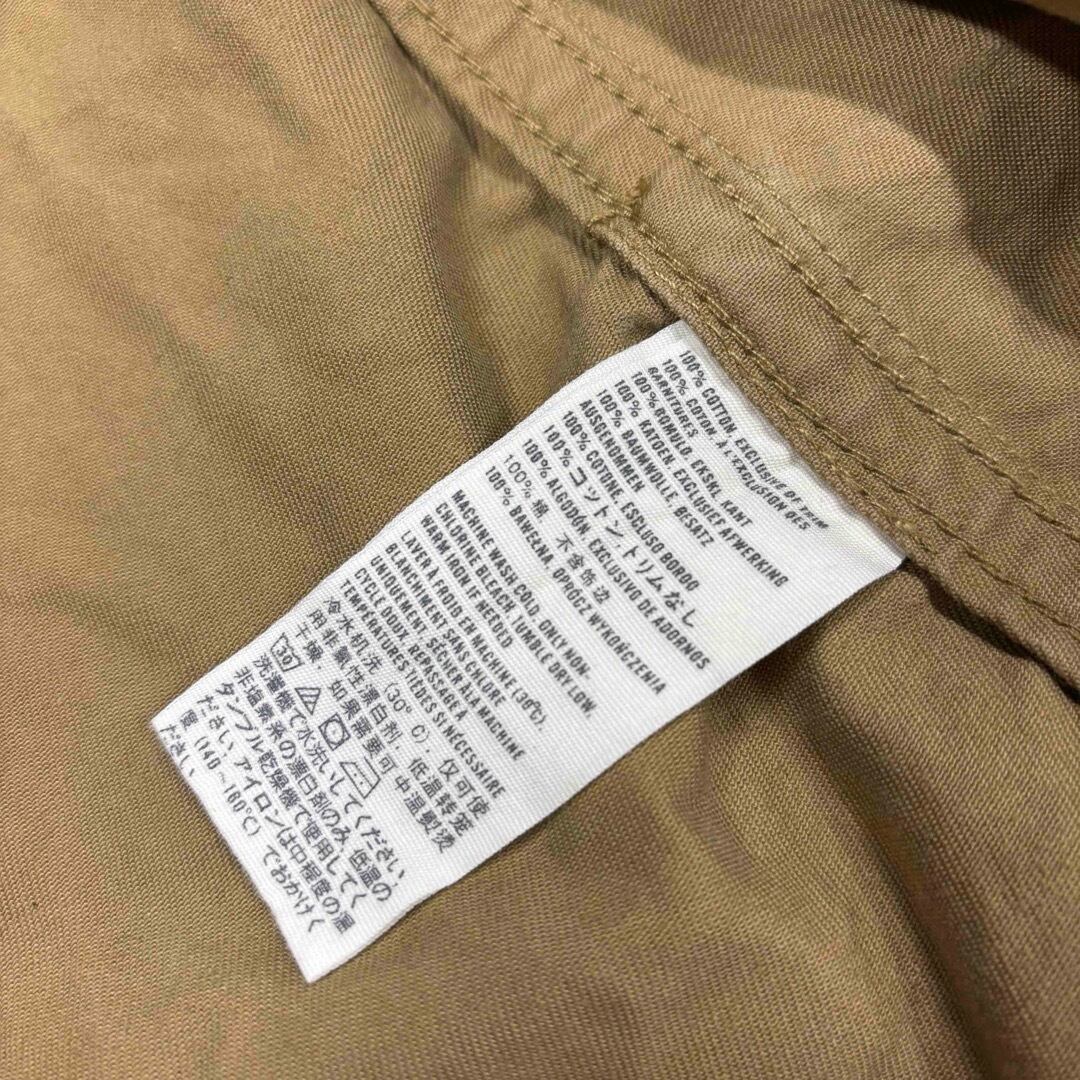 100% COTTON, EXCLUSIVE OF TRIM
100% COTON À L'EXCLUSION DES
GARNITURES
100% BOMULD, EKSKL. KANT
100% KATOEN, EXCLUSIEF AFWERKING
100% BAUMWOLLE, BESATZ
AUSGENOMMEN
100% COTONE, ESCLUSO BORDO
100% コットン トリムなし
100% ALGODÓN, EXCLUSIVO DE ADORNOS
100% 棉, 不含饰边
100% BAWEŁNA, OPRÓCZ WYKOŃCZENIA
MACHINE WASH COLD, ONLY NON-
CHLORINE BLEACH, TUMBLE DRY LOW,
WARM IRON IF NEEDED
LAVER À FROID EN MACHINE (30°C).
BLANCHIMENT SANS CHLORE
UNIQUEMENT, SÉCHER À LA MACHINE
CYCLE DOUX. REPASSAGE À
TEMPÉRATURES TIÈDES SI NÉCESSAIRE
冷水机洗 (30° C), 仅可使
用非氯性漂白剂, 低温转笼
干燥, 如果需要可中温熨烫
30
洗濯機で水洗いしてください.
非塩素系の漂白剤のみ, 低温の
タンブル乾燥機で使用してく
ださい, アイロンは中程度の温
度 (140~160°C) でおかけく
ださい.